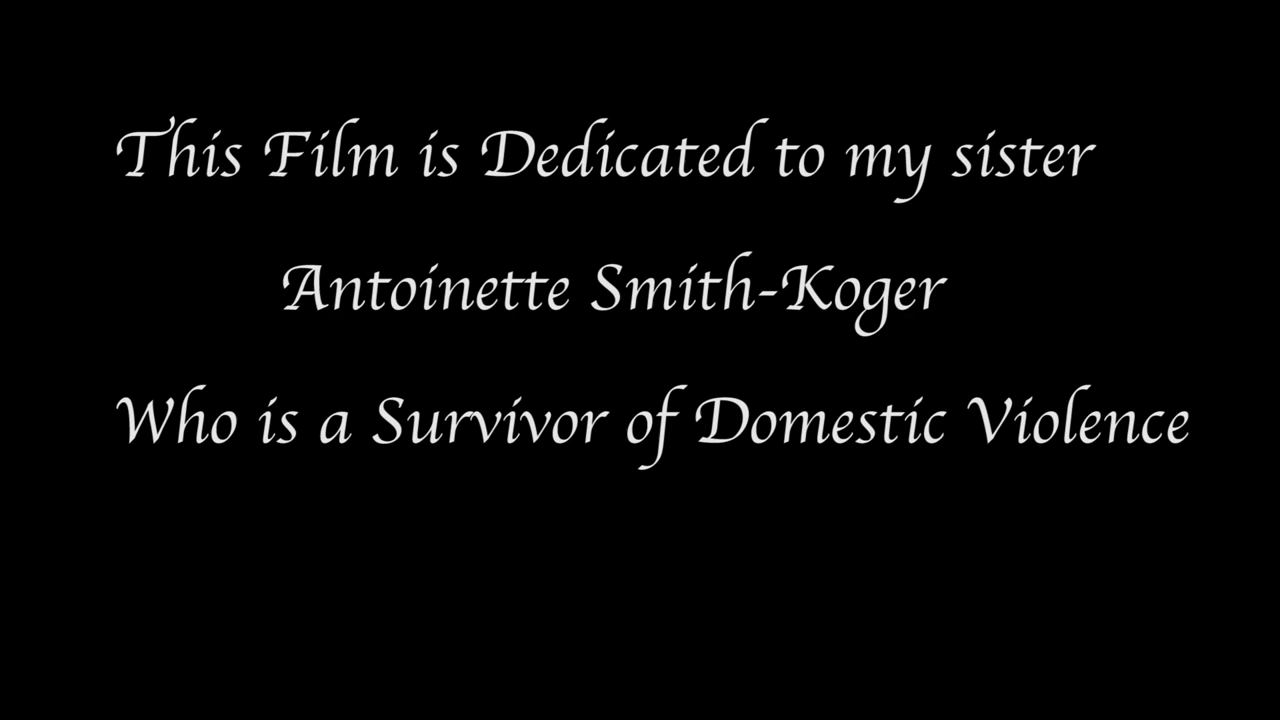 This Film is Dedicated to my sister
Antoinette Smith-Koger
Who is a Survivor of Domestic Violence